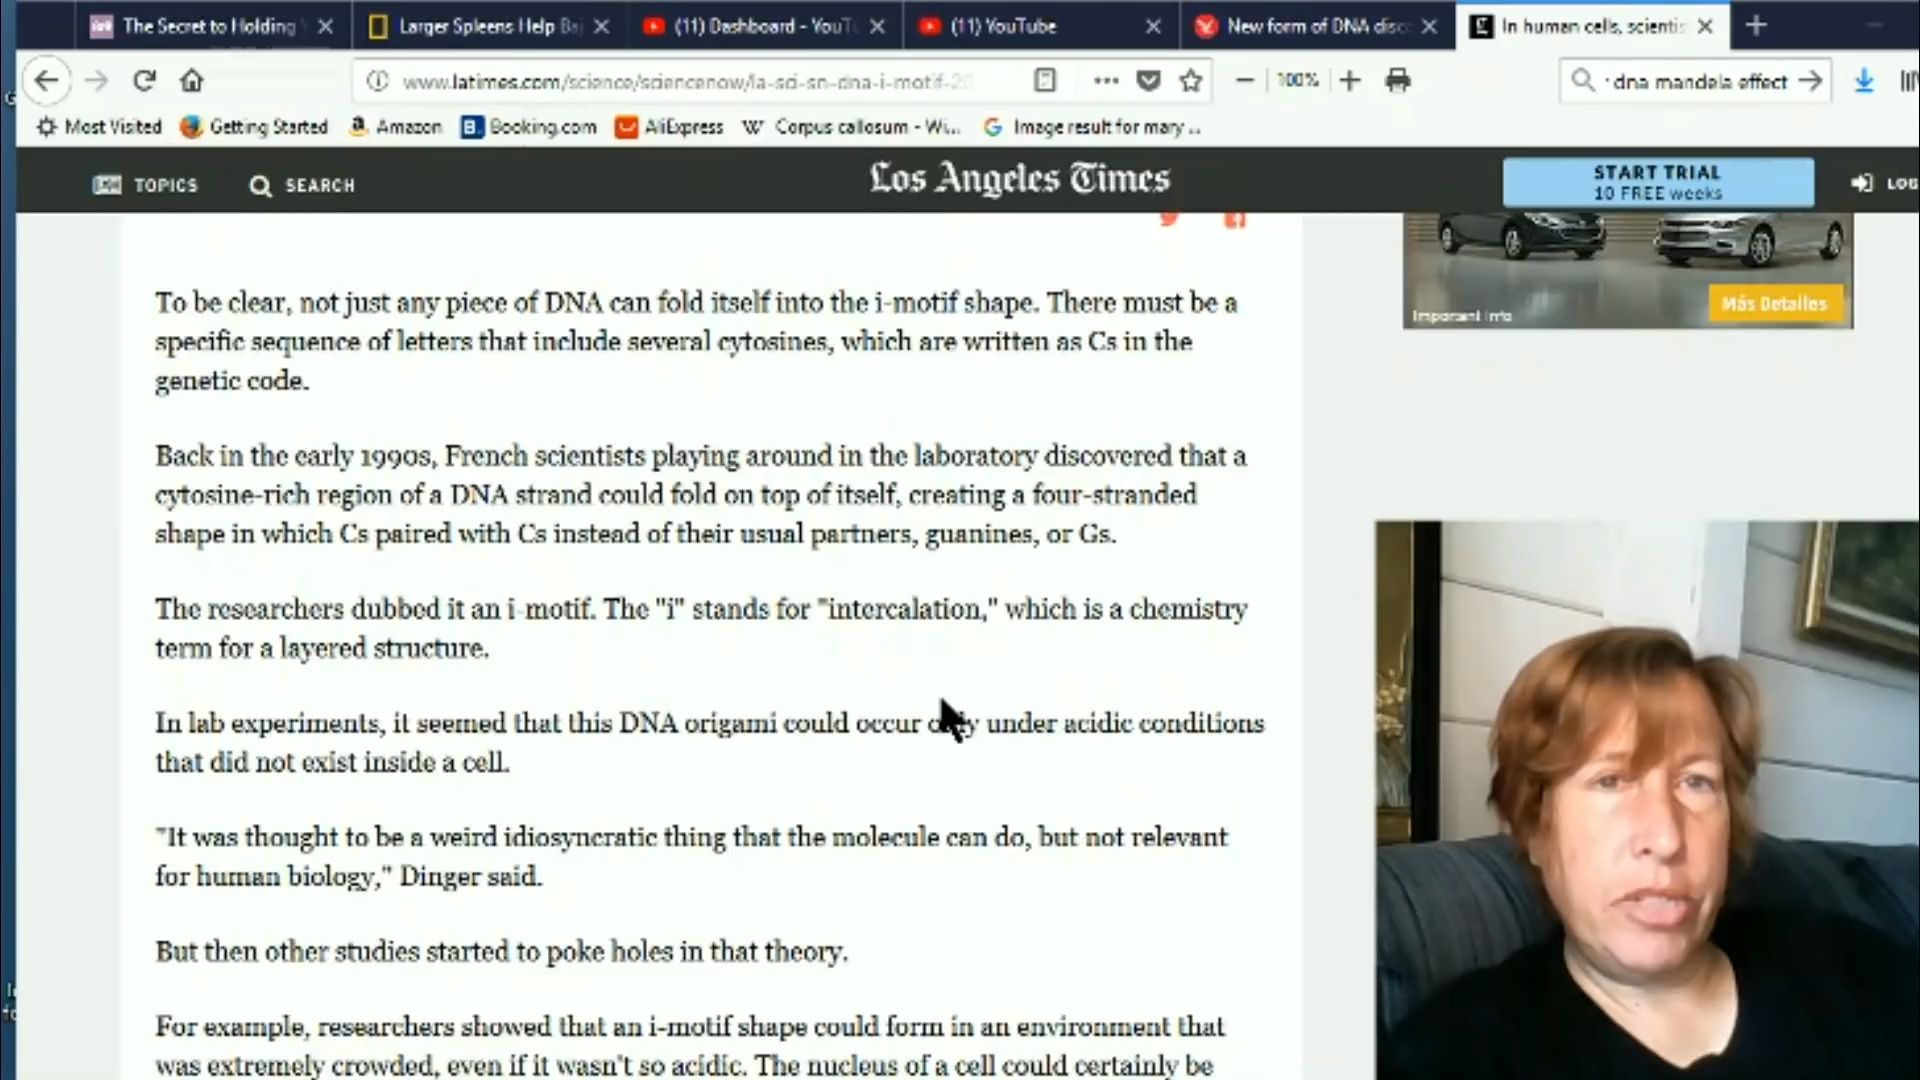 The Secret to Holding
Larger Spleens Help Baj
(11) Dashboard - YouTu
(11) YouTube
New form of DNA disc
In human cells, scientis
www.latimes.com/science/sciencenow/la-sci-sn-dna-i-motif-20
100%
dna mandela effect
Most Visited
Getting Started
Amazon
Booking.com
AliExpress
Corpus callosum - Wi...
Image result for mary ...
TOPICS
SEARCH
Los Angeles Times
START TRIAL
10 FREE weeks
LOG
To be clear, not just any piece of DNA can fold itself into the i-motif shape. There must be a
specific sequence of letters that include several cytosines, which are written as Cs in the
genetic code.
Back in the early 1990s, French scientists playing around in the laboratory discovered that a
cytosine-rich region of a DNA strand could fold on top of itself, creating a four-stranded
shape in which Cs paired with Cs instead of their usual partners, guanines, or Gs.
The researchers dubbed it an i-motif. The "i" stands for "intercalation," which is a chemistry
term for a layered structure.
In lab experiments, it seemed that this DNA origami could occur only under acidic conditions
that did not exist inside a cell.
"It was thought to be a weird idiosyncratic thing that the molecule can do, but not relevant
for human biology," Dinger said.
But then other studies started to poke holes in that theory.
For example, researchers showed that an i-motif shape could form in an environment that
was extremely crowded, even if it wasn't so acidic. The nucleus of a cell could certainly be
Important Info
Más Detalles